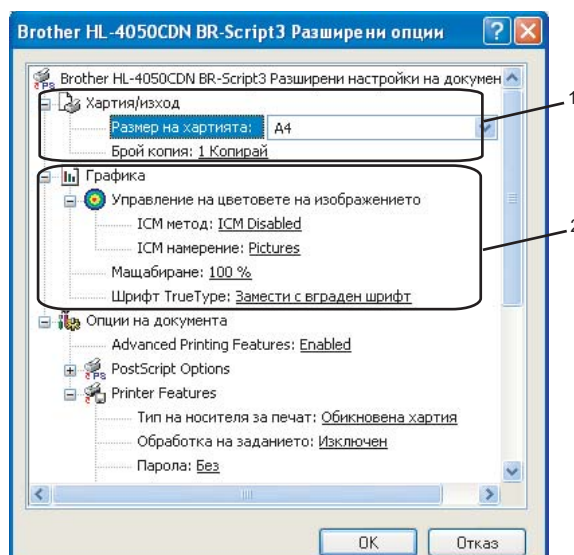 Brother HL-4050CDN BR-Script3 Разширени опции
Brother HL-4050CDN BR-Script3 Разширени настройки на докумен
Хартия/изход
Размер на хартията: A4
Брой копия: 1 Копирай
Графика
Управление на цветовете на изображението
ICM метод: ICM Disabled
ICM намерение: Pictures
Мащабиране: 100 %
Шрифт TrueType: Замести с вграден шрифт
Опции на документа
Advanced Printing Features: Enabled
PostScript Options
Printer Features
Тип на носителя за печат: Обикновена хартия
Обработка на заданието: Изключен
Парола: Без
OK Отказ
1
2